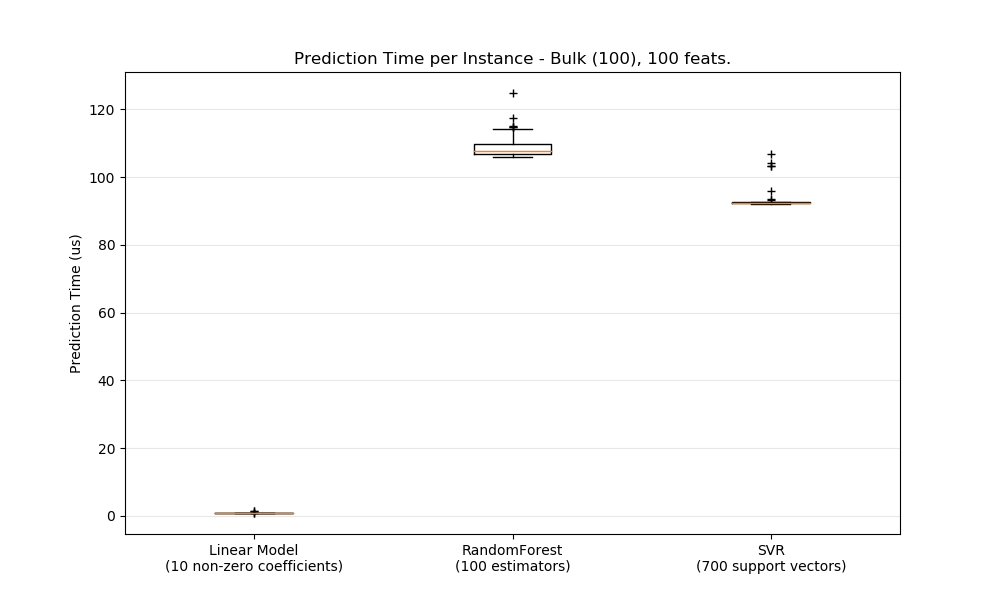 Prediction Time per Instance - Bulk (100), 100 feats.
Prediction Time (us)
120
100
80
60
40
20
0
Linear Model
(10 non-zero coefficients)
RandomForest
(100 estimators)
SVR
(700 support vectors)